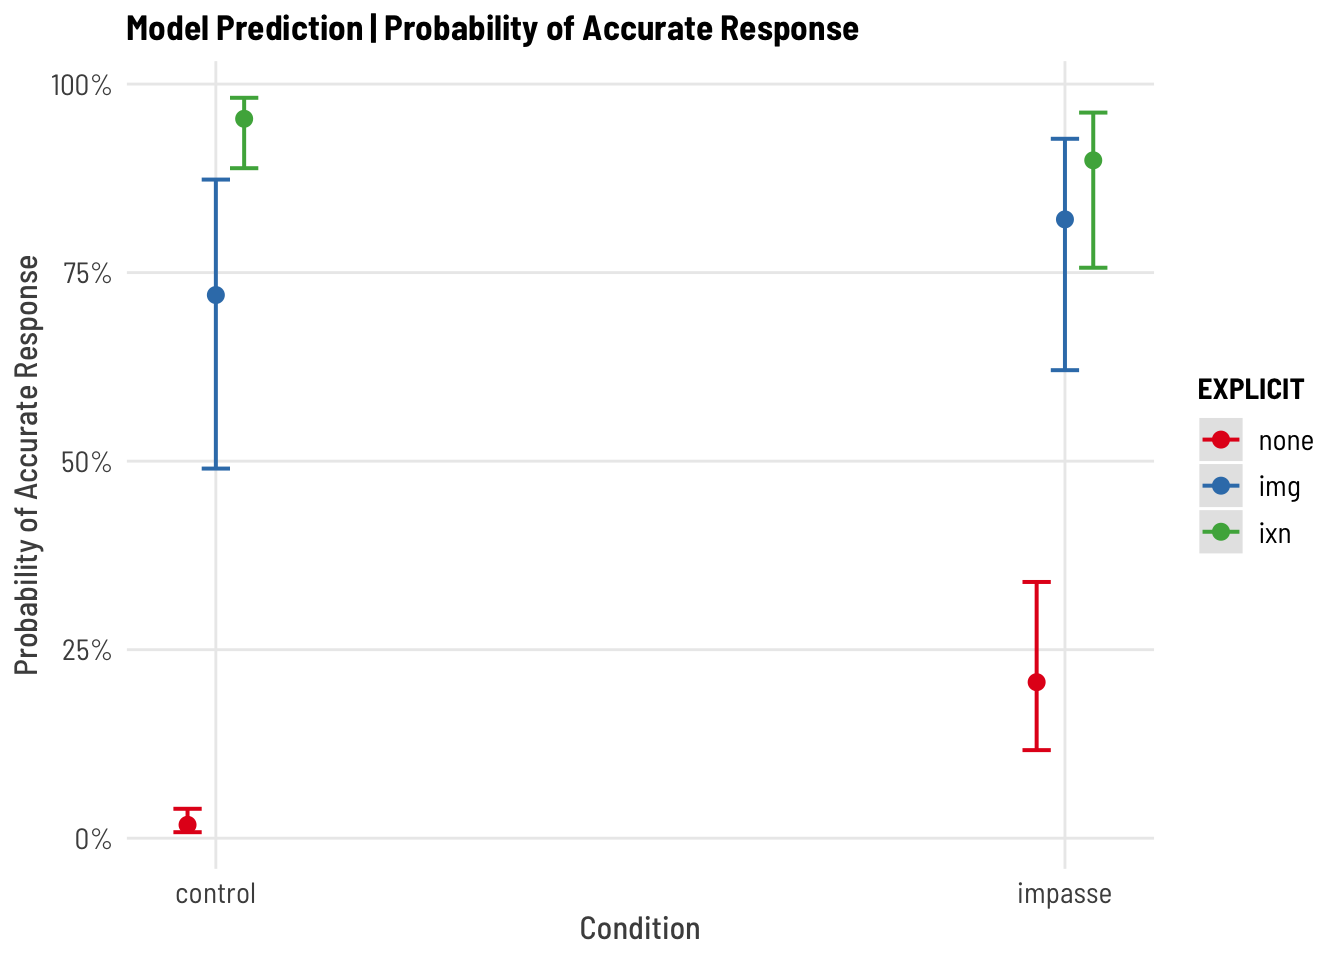 Model Prediction | Probability of Accurate Response
100%
75%
50%
25%
0%
Probability of Accurate Response
control
impasse
Condition
EXPLICIT
none
img
ixn